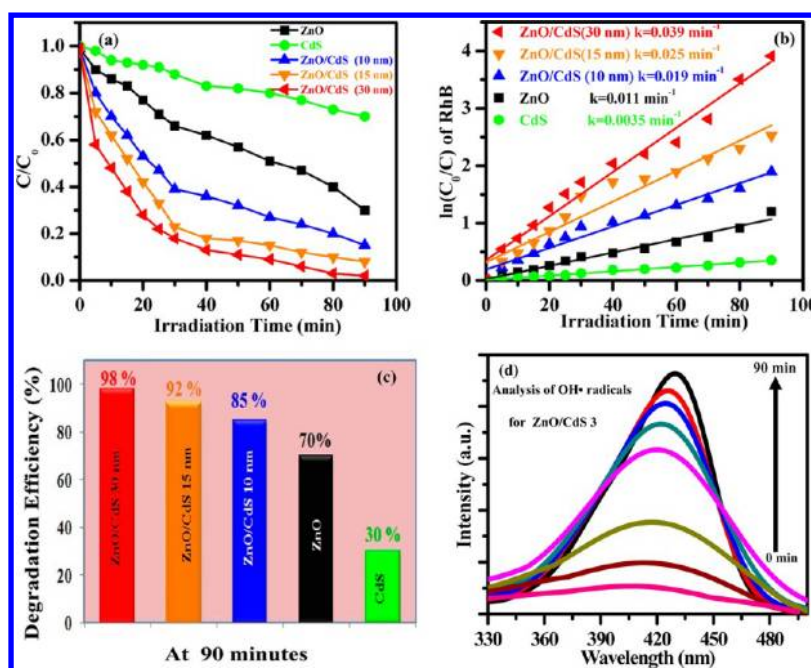 (a)
ZnO
CdS
ZnO/CdS (10 nm)
ZnO/CdS (15 nm)
ZnO/CdS (30 nm)
1.0
0.8
0.6
0.4
0.2
0.0
C/C₀
0 20 40 60 80 100
Irradiation Time (min)
(b)
ZnO/CdS(30 nm) k=0.039 min⁻¹
ZnO/CdS(15 nm) k=0.025 min⁻¹
ZnO/CdS (10 nm) k=0.019 min⁻¹
ZnO k=0.011 min⁻¹
CdS k=0.0035 min⁻¹
4
3
2
1
0
ln(C₀/C) of RhB
0 20 40 60 80 100
Irradiation Time (min)
(c)
98 %
92 %
85 %
70%
30 %
100
80
60
40
20
0
Degradation Efficiency (%)
ZnO/CdS 30 nm
ZnO/CdS 15 nm
ZnO/CdS 10 nm
ZnO
CdS
At 90 minutes
(d)
90 min
Analysis of OH• radicals
for ZnO/CdS 3
0 min
Intensity (a.u.)
330 360 390 420 450 480
Wavelength (nm)